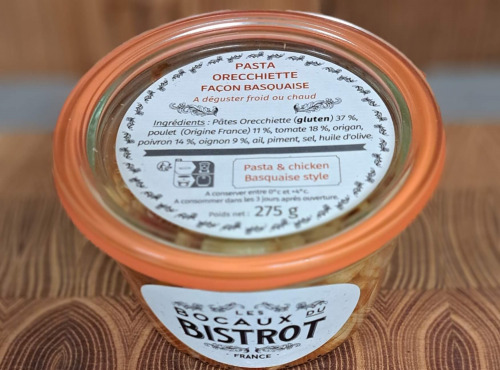 PASTA
ORECCHIETTE
FAÇON BASQUAISE
A déguster froid ou chaud
Ingrédients : Pâtes Orecchiette (gluten) 37 %,
poulet (Origine France) 11 %, tomate 18 %, origan,
poivron 14 %, oignon 9 %, ail, piment, sel, huile d'olive.
Pasta & chicken
Basquaise style
A conserver entre 0°c et +4°c.
A consommer dans les 3 jours après ouverture.
Poids net : 275 g
LES
BOCAUX DU
BISTROT
FRANCE